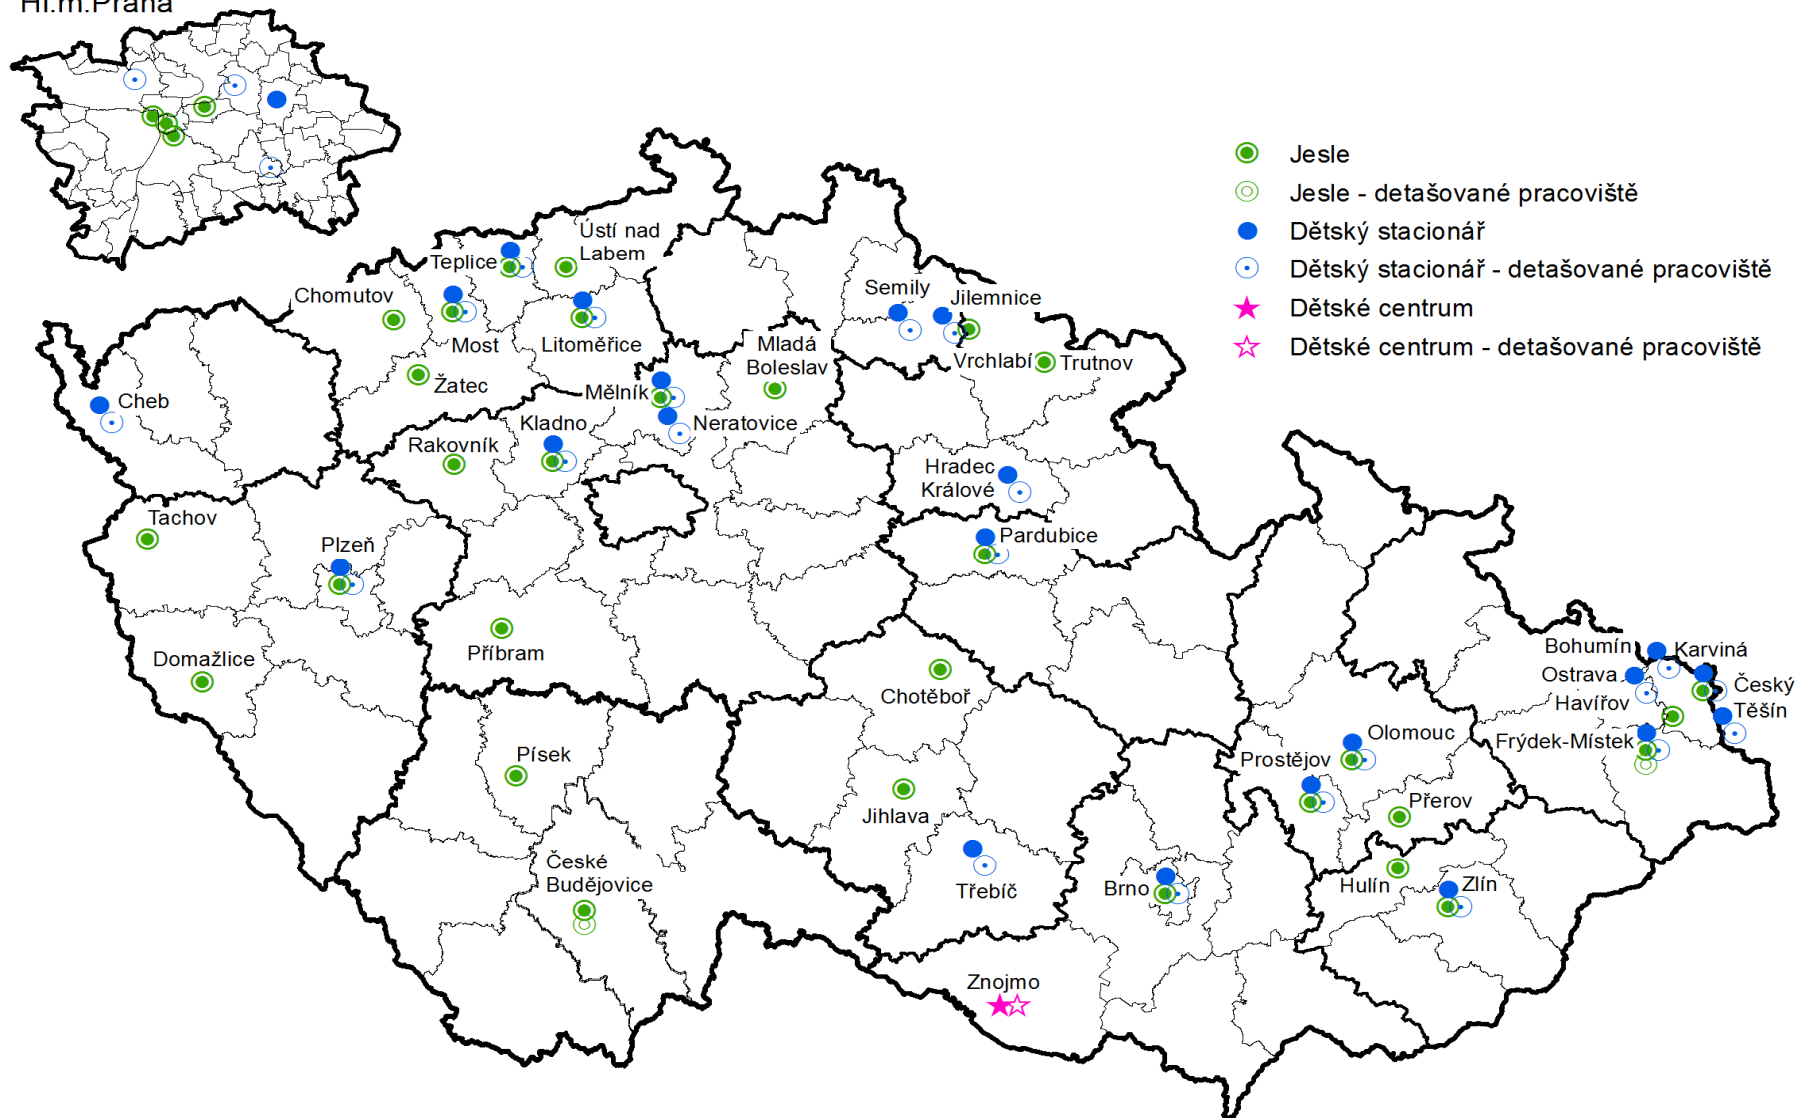 Hl.m.Praha
Jesle
Jesle - detašované pracoviště
Dětský stacionář
Dětský stacionář - detašované pracoviště
Dětské centrum
Dětské centrum - detašované pracoviště
Ústí nad
Labem
Teplice
Chomutov
Most
Litoměřice
Žatec
Semily
Jilemnice
Vrchlabí
Trutnov
Mladá
Boleslav
Mělník
Neratovice
Cheb
Kladno
Rakovník
Hradec
Králové
Tachov
Plzeň
Pardubice
Příbram
Domažlice
Chotěboř
Bohumín
Karviná
Ostrava
Český
Těšín
Havířov
Frýdek-Místek
Olomouc
Prostějov
Písek
Jihlava
Přerov
České
Budějovice
Třebíč
Brno
Hulín
Zlín
Znojmo